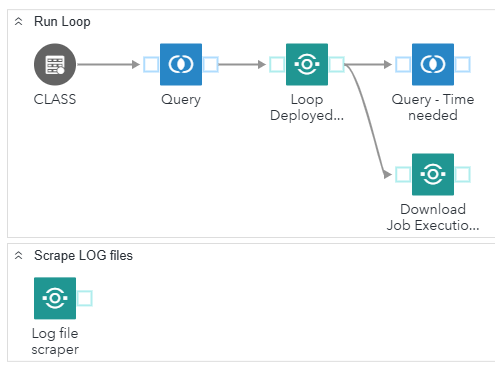 Run Loop
CLASS
Query
Loop
Deployed...
Query - Time
needed
Download
Job Executio...
Scrape LOG files
Log file
scraper